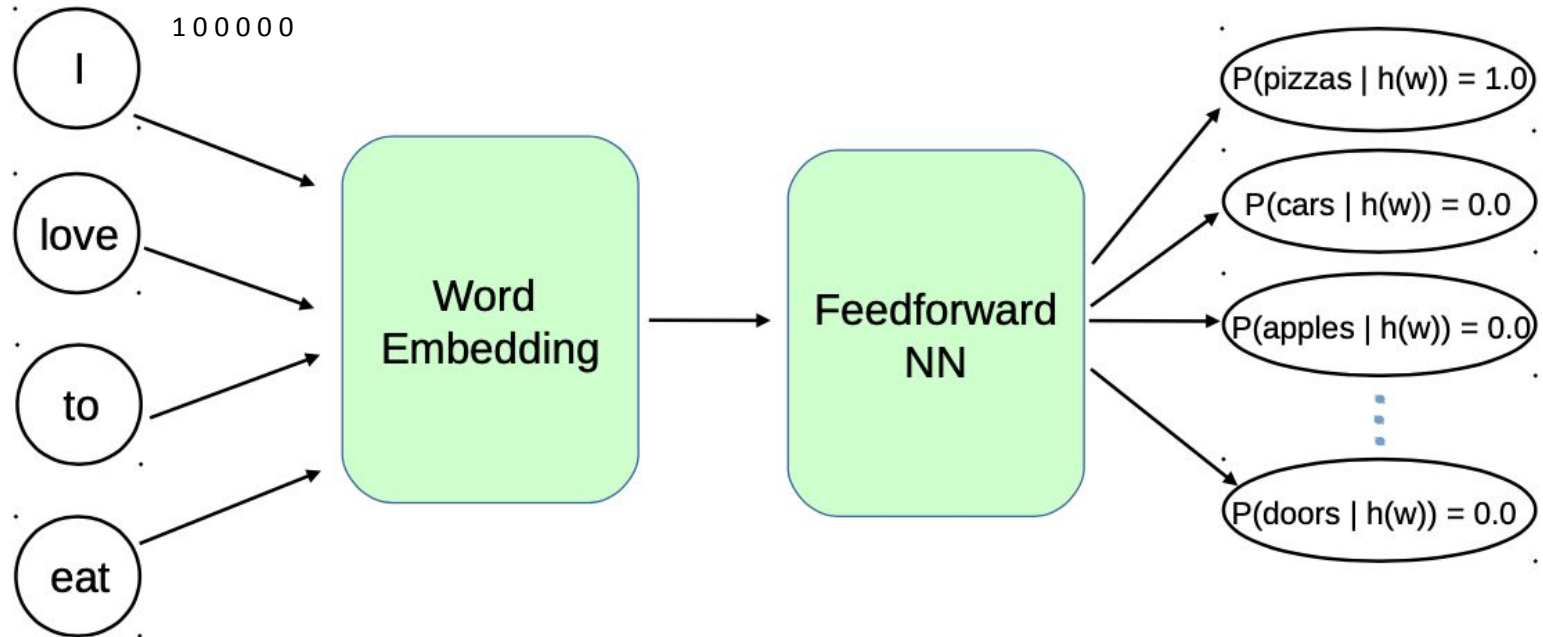 I
1 0 0 0 0 0
love
to
eat
Word
Embedding
Feedforward
NN
P(pizzas | h(w)) = 1.0
P(cars | h(w)) = 0.0
P(apples | h(w)) = 0.0
P(doors | h(w)) = 0.0